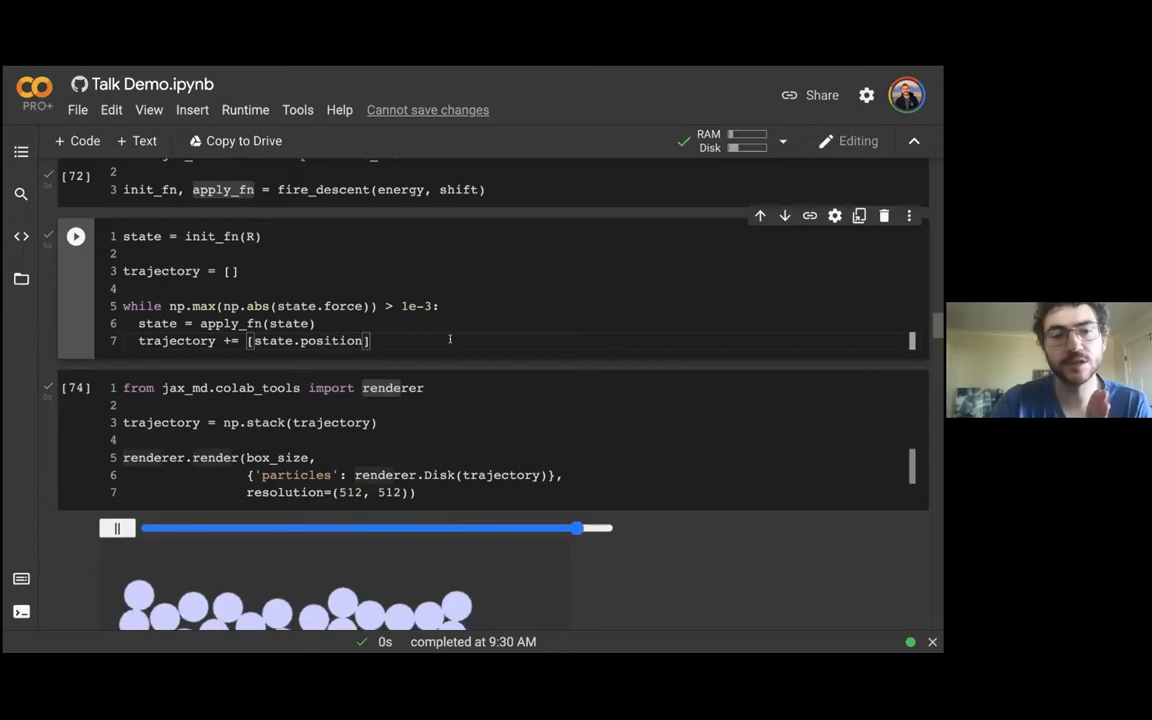 Talk Demo.ipynb
PRO+
File Edit View Insert Runtime Tools Help Cannot save changes
Share
+ Code + Text Copy to Drive
RAM
Disk
Editing
[72]
2
3 init_fn, apply_fn = fire_descent(energy, shift)
0s
6s
1 state = init_fn(R)
2
3 trajectory = []
4
5 while np.max(np.abs(state.force)) > 1e-3:
6 state = apply_fn(state)
7 trajectory += [state.position]
[74]
0s
1 from jax_md.colab_tools import renderer
2
3 trajectory = np.stack(trajectory)
4
5 renderer.render(box_size,
6 {'particles': renderer.Disk(trajectory)},
7 resolution=(512, 512))
0s completed at 9:30 AM